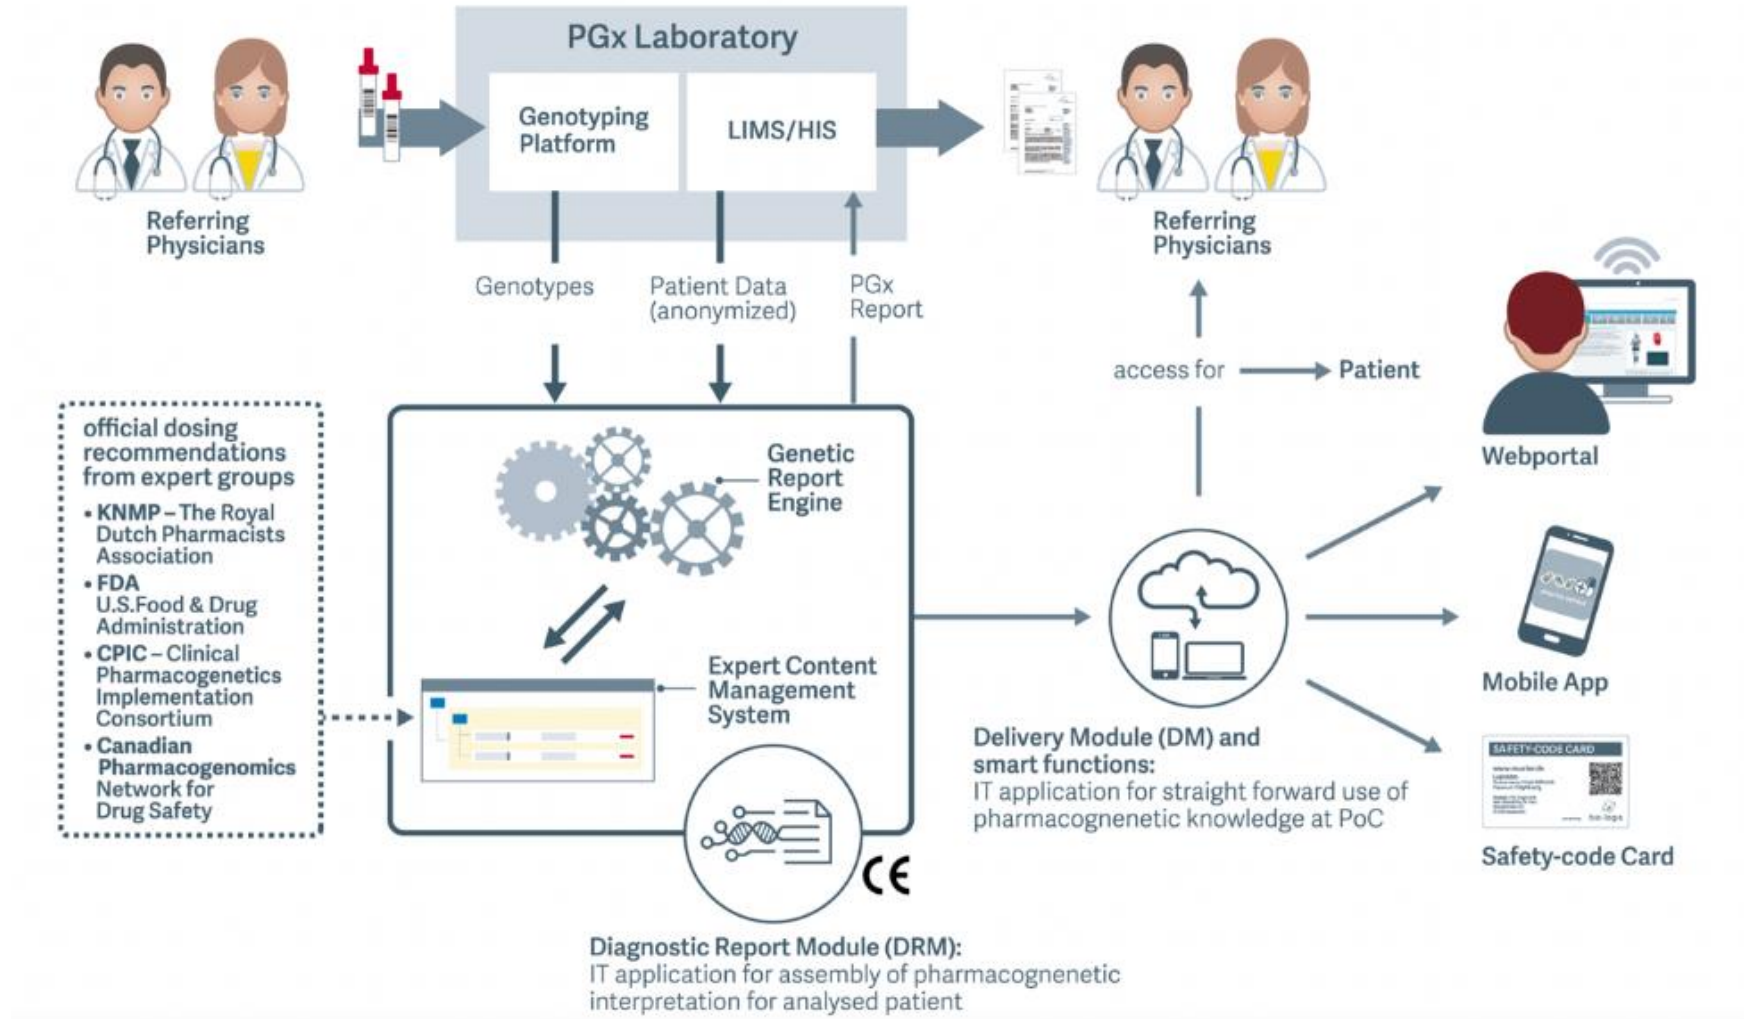 PGx Laboratory
Genotyping
Platform
LIMS/HIS
Referring
Physicians
Referring
Physicians
Genotypes
Patient Data
(anonymized)
PGx
Report
access for
Patient
Webportal
official dosing
recommendations
from expert groups
• KNMP – The Royal
Dutch Pharmacists
Association
• FDA
U.S.Food & Drug
Administration
• CPIC – Clinical
Pharmacogenetics
Implementation
Consortium
• Canadian
Pharmacogenomics
Network for
Drug Safety
Genetic
Report
Engine
Expert Content
Management
System
CE
Diagnostic Report Module (DRM):
IT application for assembly of pharmacognenetic
interpretation for analysed patient
Delivery Module (DM) and
smart functions:
IT application for straight forward use of
pharmacognenetic knowledge at PoC
Mobile App
SAFETY-CODE CARD
Safety-code Card